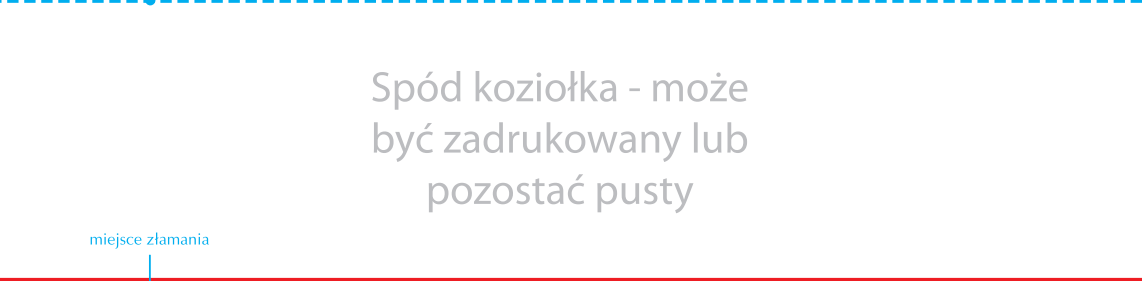 Spód koziołka - może
być zadrukowany lub
pozostać pusty
miejsce złamania